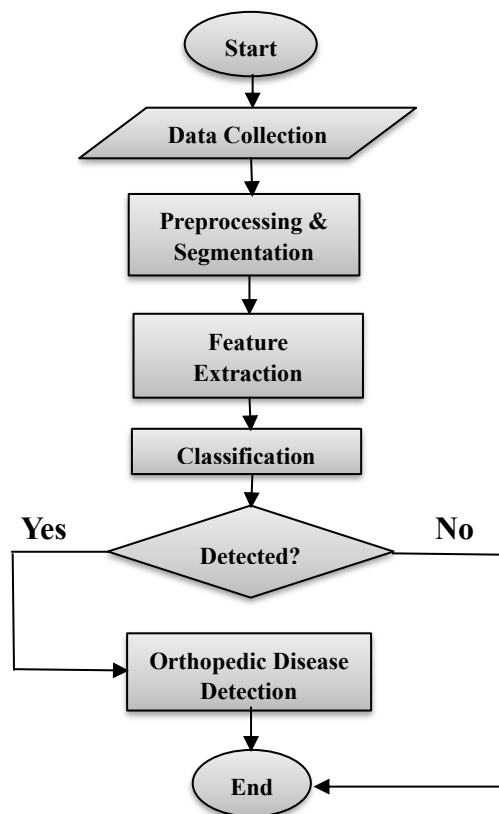 Start
Data Collection
Preprocessing &
Segmentation
Feature
Extraction
Classification
Yes
No
Detected?
Orthopedic Disease
Detection
End